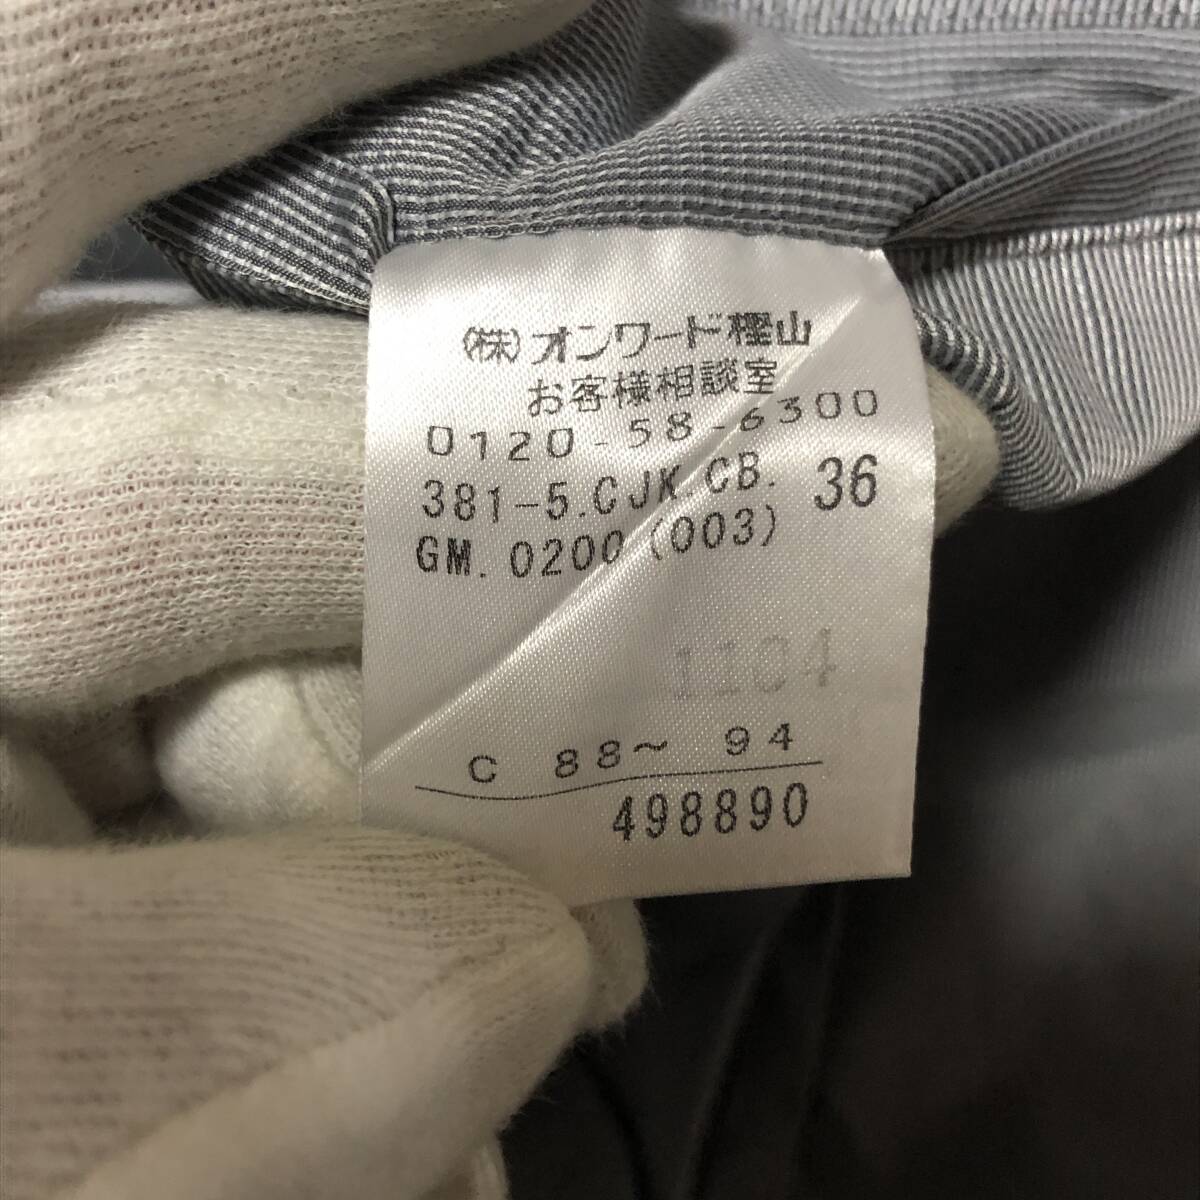 (株)オンワード樫山
お客様相談室
0120-58-6300
381-5.CJK.CB. 36
GM.0200(003)
1104
C 88~ 94
498890